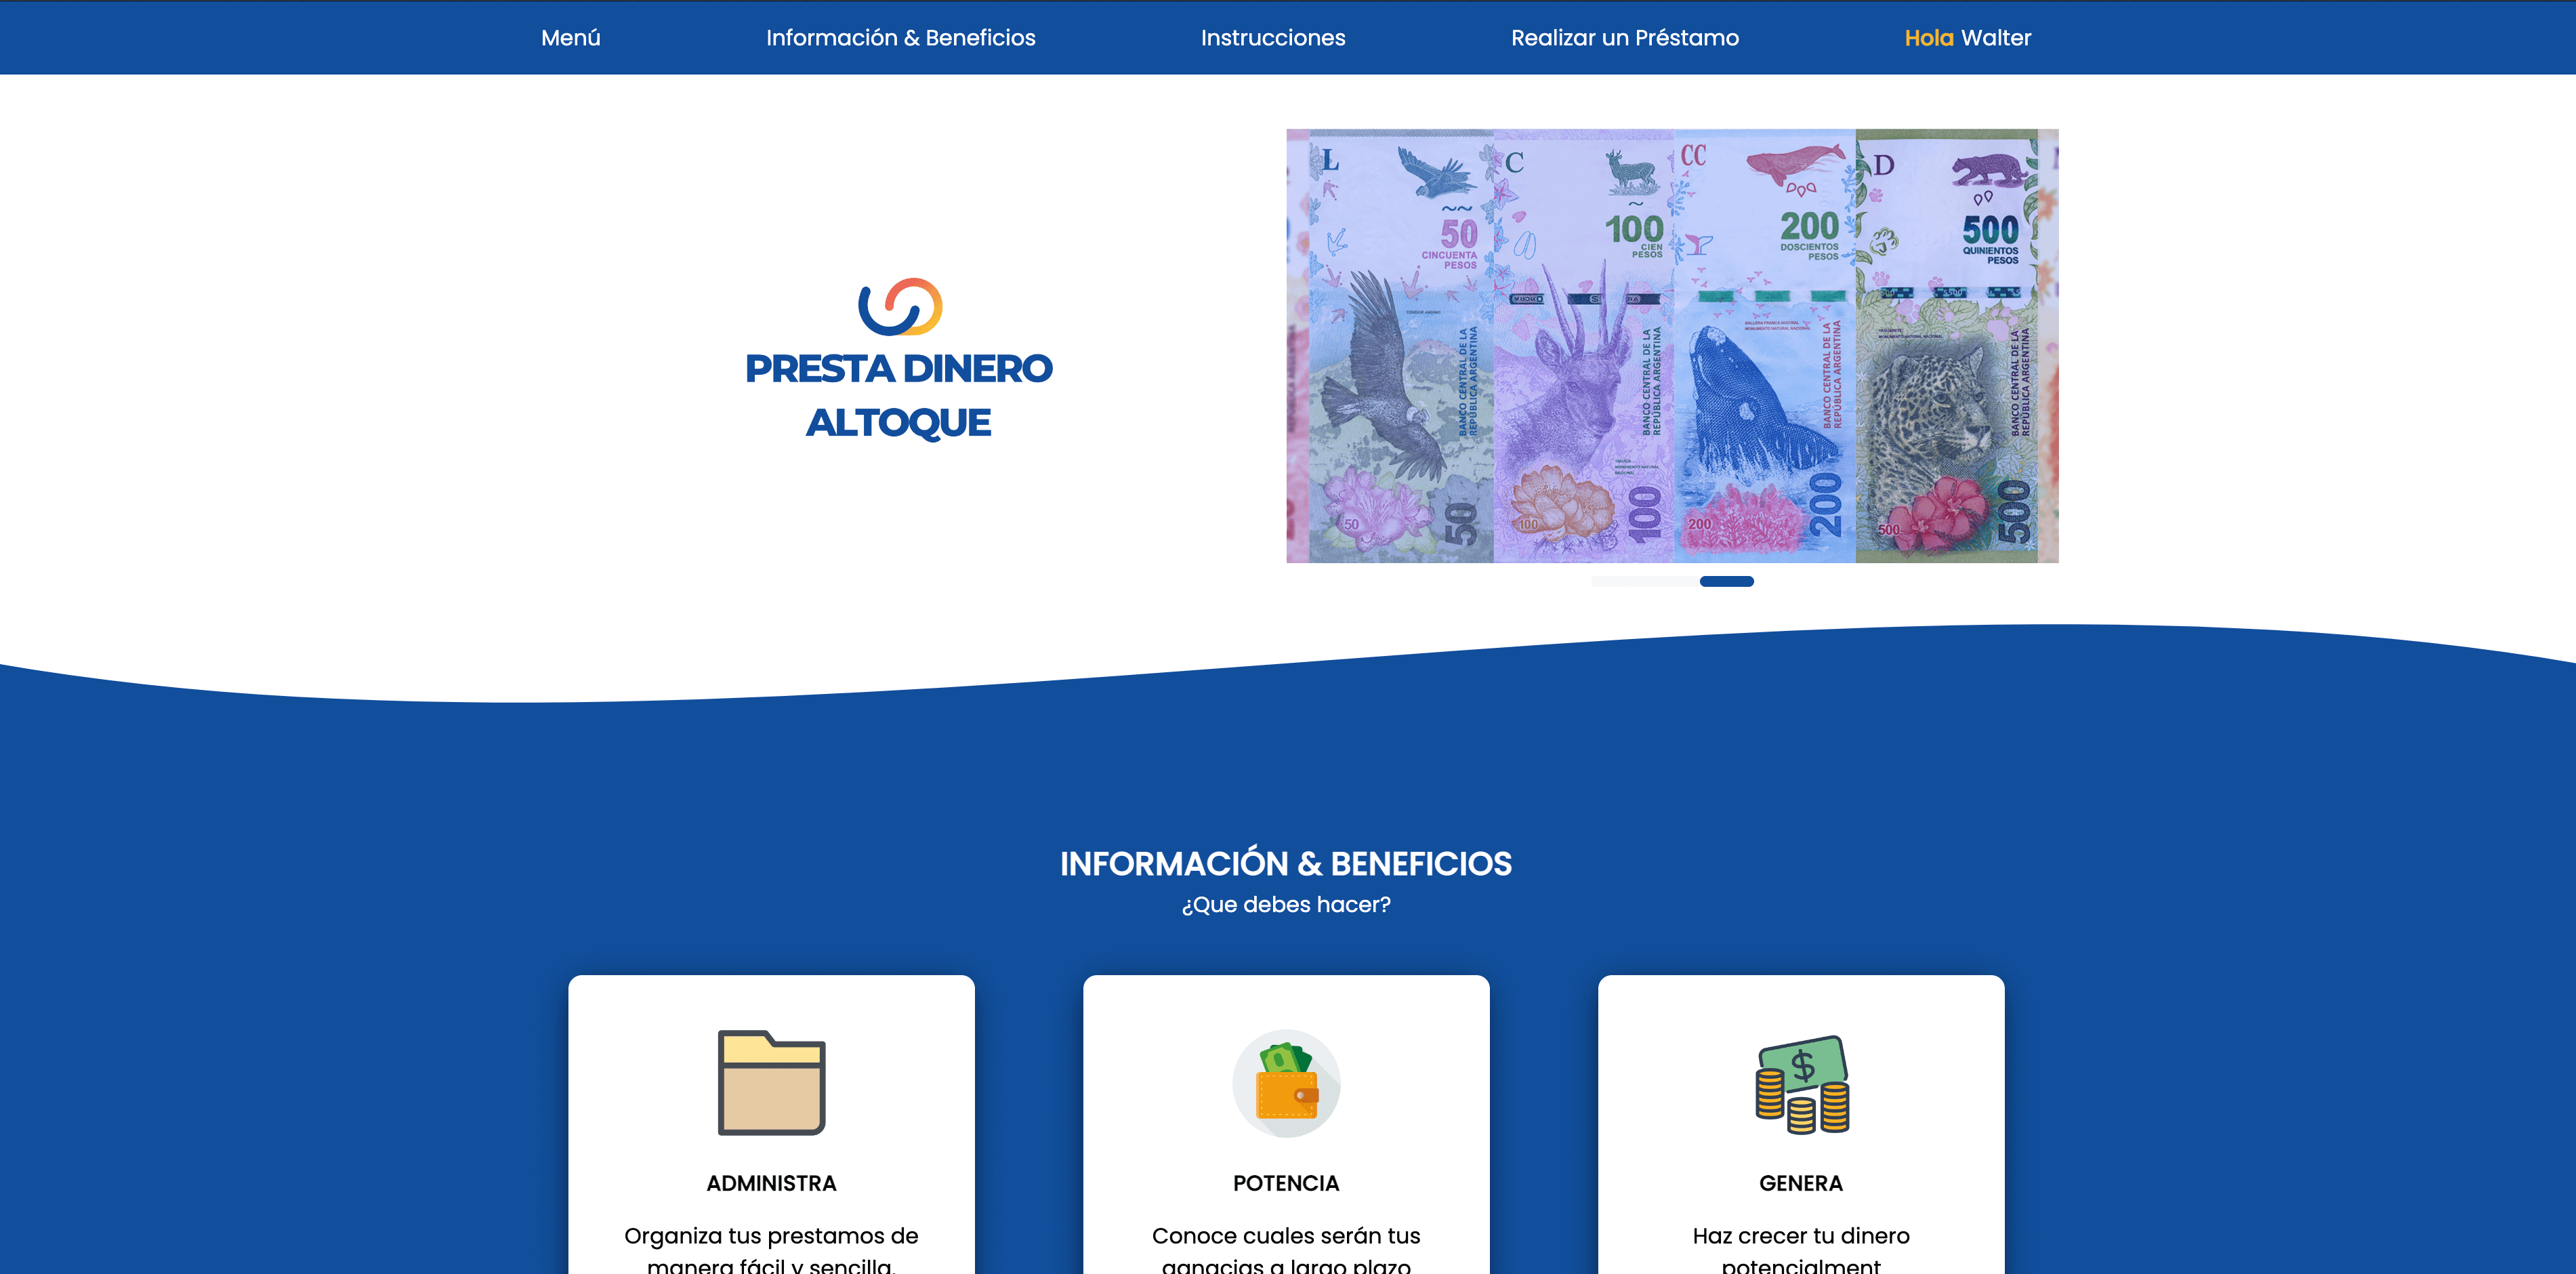 Menú
Información & Beneficios
Instrucciones
Realizar un Préstamo
Hola Walter
PRESTA DINERO
ALTOQUE
L
50
CINCUENTA
PESOS
BANCO CENTRAL DE LA
REPÚBLICA ARGENTINA
50
50
C
100
CIEN
PESOS
BANCO CENTRAL DE LA
REPÚBLICA ARGENTINA
100
100
CC
200
DOSCIENTOS
PESOS
BANCO CENTRAL DE LA
REPÚBLICA ARGENTINA
200
200
D
500
QUINIENTOS
PESOS
BANCO CENTRAL DE LA
REPÚBLICA ARGENTINA
500
500
INFORMACIÓN & BENEFICIOS
¿Que debes hacer?
ADMINISTRA
Organiza tus prestamos de
manera fácil y sencilla.
POTENCIA
Conoce cuales serán tus
ganacias a largo plazo
GENERA
Haz crecer tu dinero
potencialment